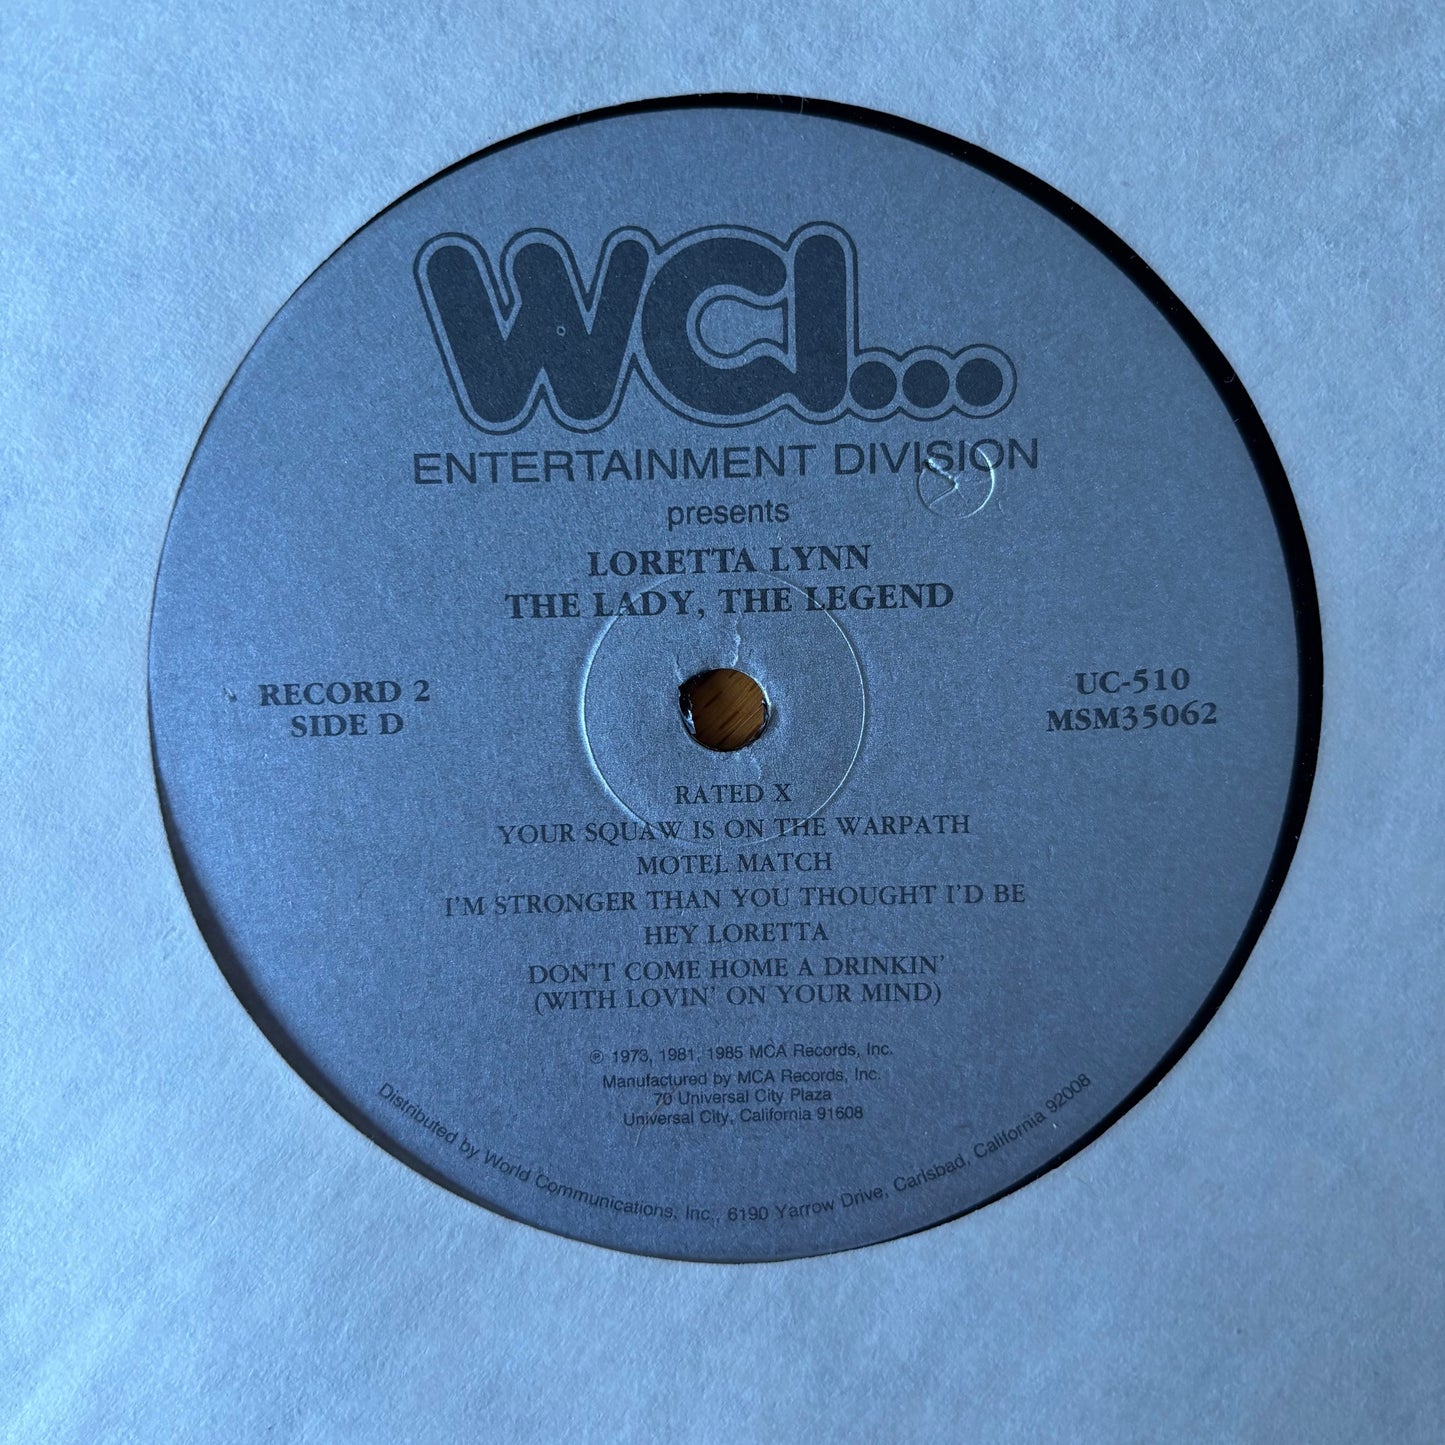 WCI...
ENTERTAINMENT DIVISION
presents
LORETTA LYNN
THE LADY, THE LEGEND
RECORD 2
SIDE D
UC-510
MSM35062
RATED X
YOUR SQUAW IS ON THE WARPATH
MOTEL MATCH
I'M STRONGER THAN YOU THOUGHT I'D BE
HEY LORETTA
DON'T COME HOME A DRINKIN'
(WITH LOVIN' ON YOUR MIND)
℗ 1973, 1981, 1985 MCA Records, Inc.
Manufactured by MCA Records, Inc.
70 Universal City Plaza
Universal City, California 91608
Distributed by World Communications, Inc., 6190 Yarrow Drive, Carlsbad, California 92008